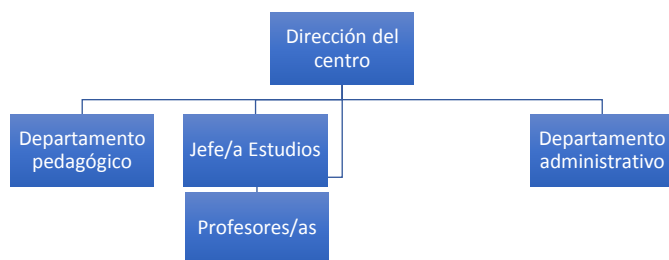 Dirección del
centro
Departamento
pedagógico
Jefe/a Estudios
Departamento
administrativo
Profesores/as